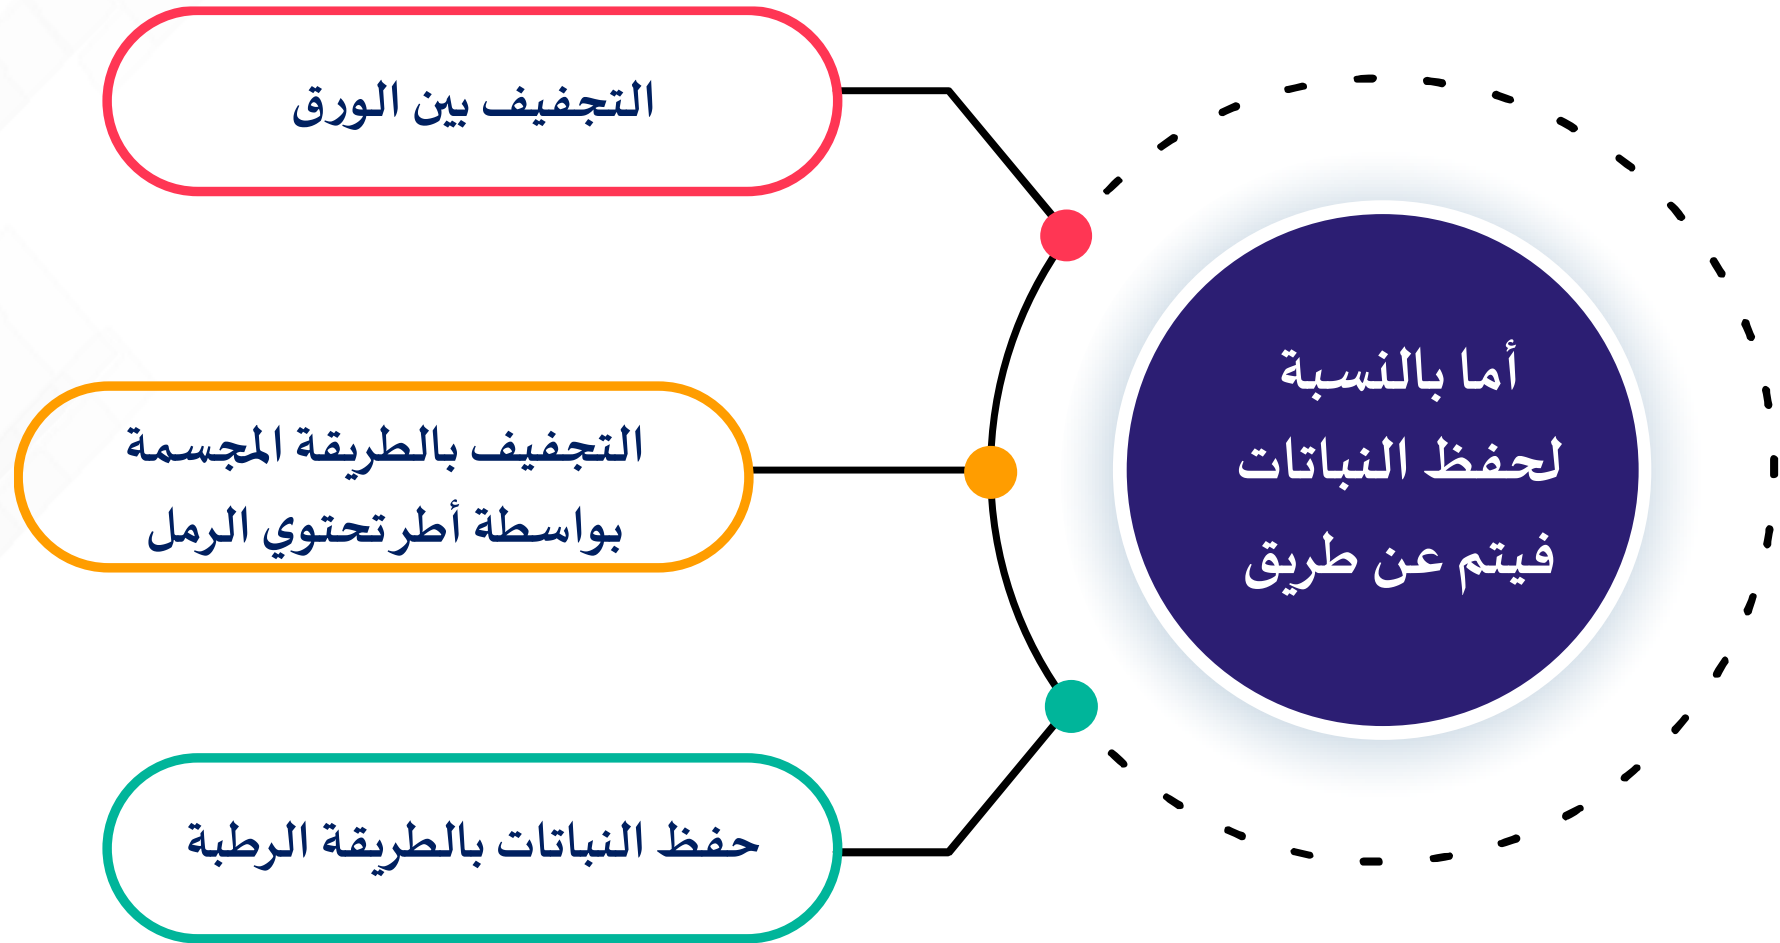 أما بالنسبة
لحفظ النباتات
فيتم عن طريق
التجفيف بين الورق
التجفيف بالطريقة المجسمة
بواسطة أطر تحتوي الرمل
حفظ النباتات بالطريقة الرطبة